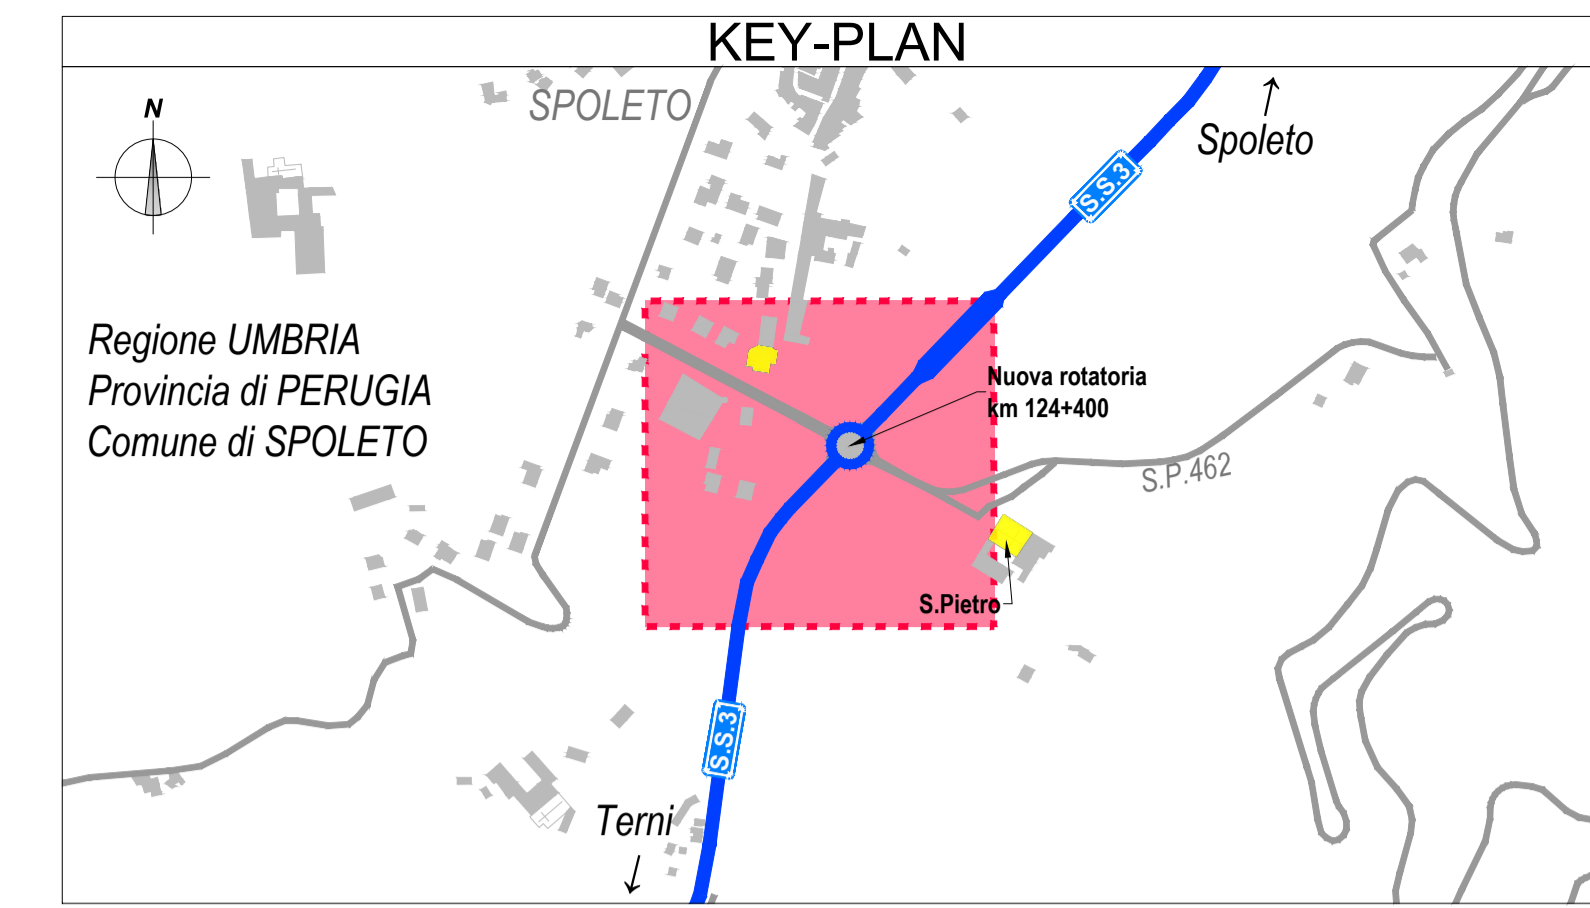 KEY-PLAN
SPOLETO
N
Spoleto
S.S.3
Regione UMBRIA
Provincia di PERUGIA
Comune di SPOLETO
Nuova rotatoria
km 124+400
S.P.462
S.Pietro
S.S.3
Terni